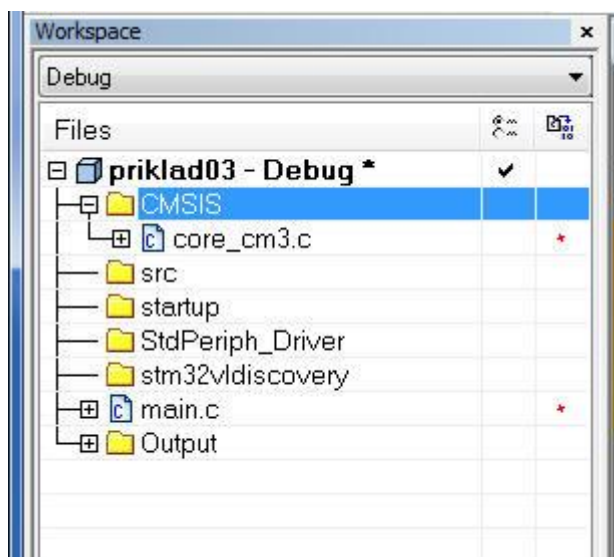 Workspace
Debug
Files
priklad03 - Debug *
CMSIS
core_cm3.c
src
startup
StdPeriph_Driver
stm32vldiscovery
main.c
Output